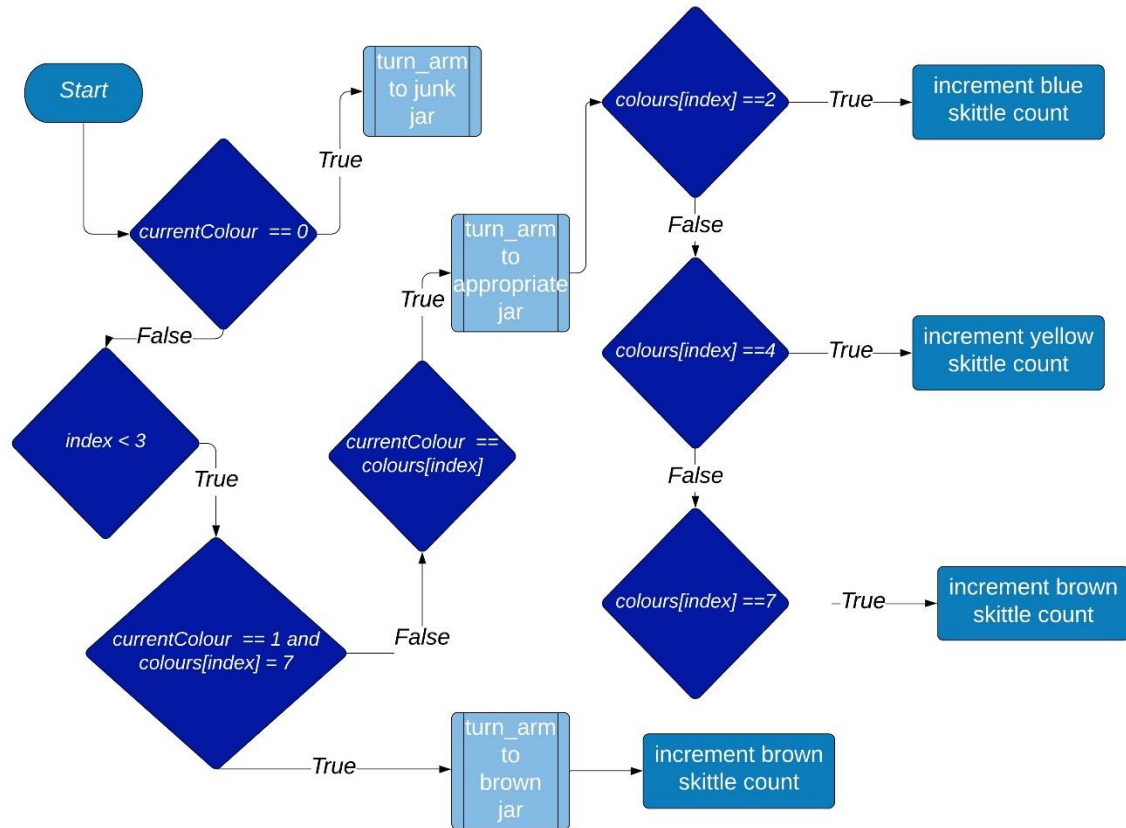 Start
currentColour == 0
True
turn_arm
to junk
jar
False
index < 3
True
currentColour == 1 and
colours[index] = 7
False
currentColour ==
colours[index]
True
turn_arm
to
appropriate
jar
colours[index] ==2
True
increment blue
skittle count
False
colours[index] ==4
True
increment yellow
skittle count
False
colours[index] ==7
True
increment brown
skittle count
True
turn_arm
to
brown
jar
increment brown
skittle count